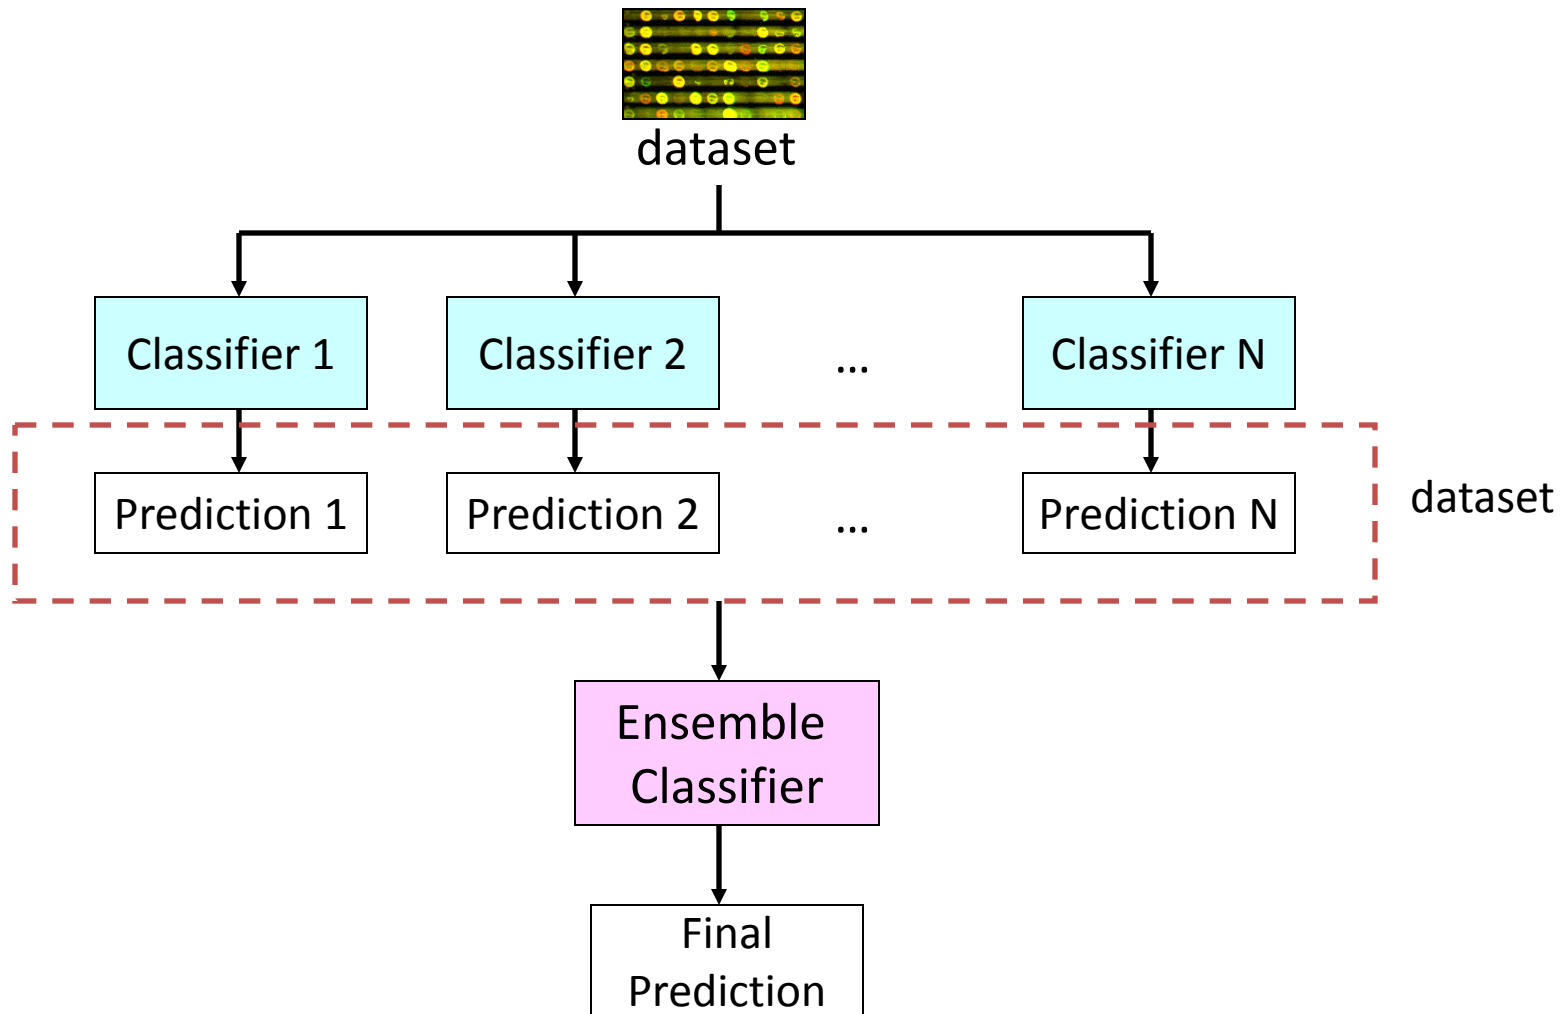 dataset
Classifier 1
Classifier 2
...
Classifier N
Prediction 1
Prediction 2
...
Prediction N
dataset
Ensemble
Classifier
Final
Prediction